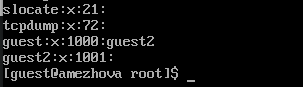 slocate:x:21:
tcpdump:x:72:
guest:x:1000:guest2
guest2:x:1001:
[guest@amezhova root]$ _